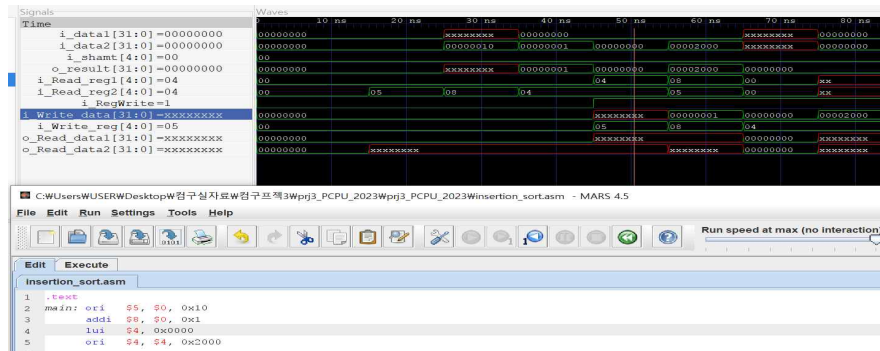 Signals
Waves
Time
10 ns 20 ns 30 ns 40 ns 50 ns 60 ns 70 ns 80 ns
i_data1[31:0]=00000000 00000000 xxxxxxxx 00000000 xxxxxxxx 00000000
i_data2[31:0]=00000000 00000000 00000010 00000001 00000000 00002000 xxxxxxxx 00000000
i_shamt[4:0]=00 00
o_result[31:0]=00000000 00000000 xxxxxxxx 00000001 00000000 00002000 00000000
i_Read_reg1[4:0]=04 00 04 08 00 xx
i_Read_reg2[4:0]=04 00 05 08 04 05 00 xx
i_RegWrite=1
i_Write_data[31:0]=xxxxxxxx 00000000 xxxxxxxx 00000001 00000000 00002000
i_Write_reg[4:0]=05 00 05 08 04
o_Read_data1[31:0]=xxxxxxxx 00000000 xxxxxxxx 00000000 xxxxxxxx
o_Read_data2[31:0]=xxxxxxxx 00000000 xxxxxxxx xxxxxxxx 00000000 xxxxxxxx
C:₩Users₩USER₩Desktop₩컴구실자료₩컴구프젝3₩prj3_PCPU_2023₩prj3_PCPU_2023₩insertion_sort.asm - MARS 4.5
File Edit Run Settings Tools Help
Run speed at max (no interaction)
Edit Execute
insertion_sort.asm
1 .text
2 main: ori $5, $0, 0x10
3 addi $8, $0, 0x1
4 lui $4, 0x0000
5 ori $4, $4, 0x2000